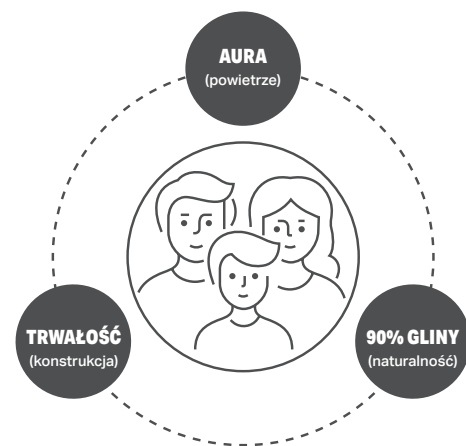 AURA
(powietrze)
TRWAŁOŚĆ
(konstrukcja)
90% GLINY
(naturalność)